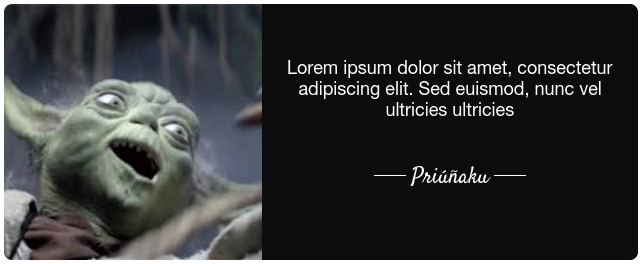 Lorem ipsum dolor sit amet, consectetur
adipiscing elit. Sed euismod, nunc vel
ultricies ultricies
Priúñaku